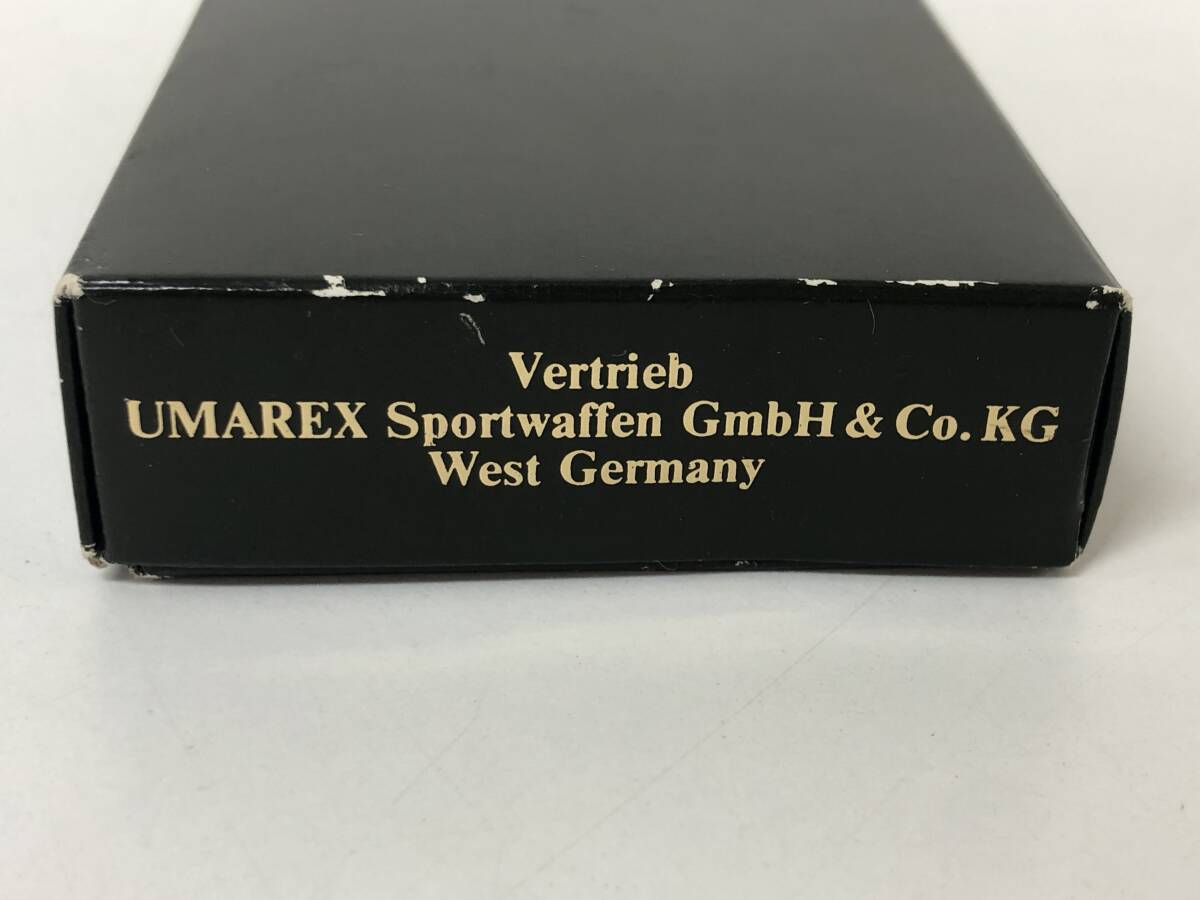 Vertrieb
UMAREX Sportwaffen GmbH & Co. KG
West Germany